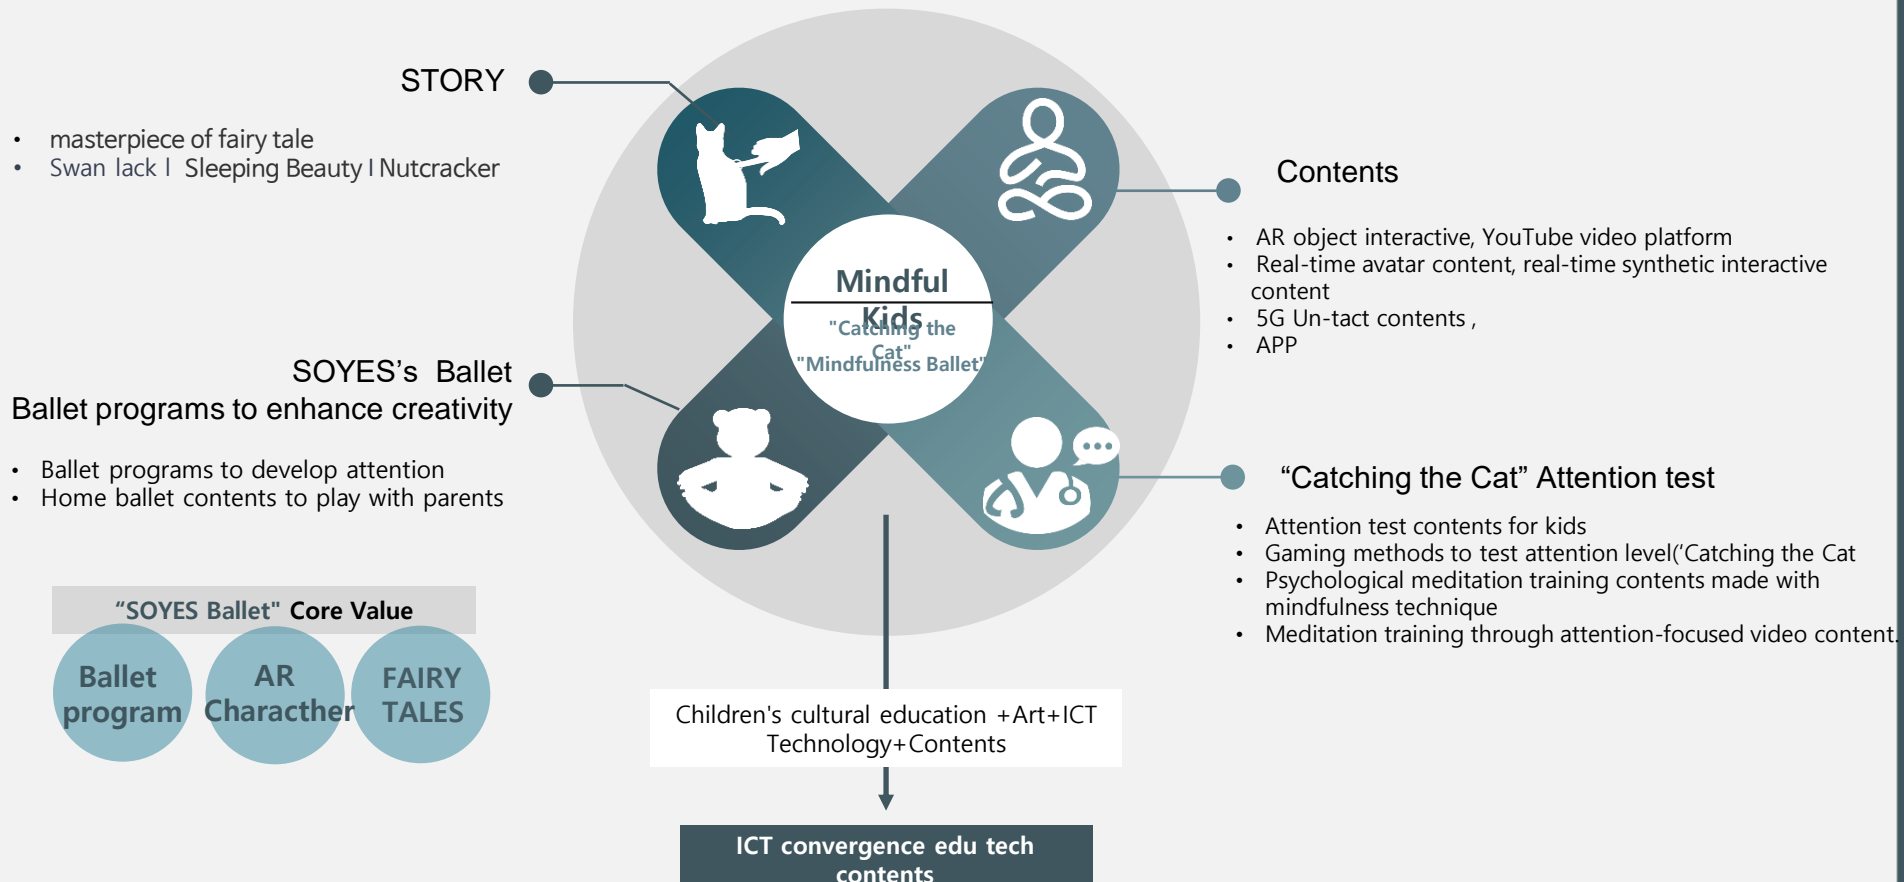 STORY
• masterpiece of fairy tale
• Swan lack I Sleeping Beauty I Nutcracker
SOYES’s Ballet
Ballet programs to enhance creativity
• Ballet programs to develop attention
• Home ballet contents to play with parents
“SOYES Ballet" Core Value
Ballet
program
AR
Characther
FAIRY
TALES
Mindful
Kids
"Catching the
Cat"
"Mindfulness Ballet"
Contents
• AR object interactive, YouTube video platform
• Real-time avatar content, real-time synthetic interactive
content
• 5G Un-tact contents ,
• APP
“Catching the Cat” Attention test
• Attention test contents for kids
• Gaming methods to test attention level(‘Catching the Cat
• Psychological meditation training contents made with
mindfulness technique
• Meditation training through attention-focused video content.
Children's cultural education +Art+ICT
Technology+Contents
ICT convergence edu tech
contents